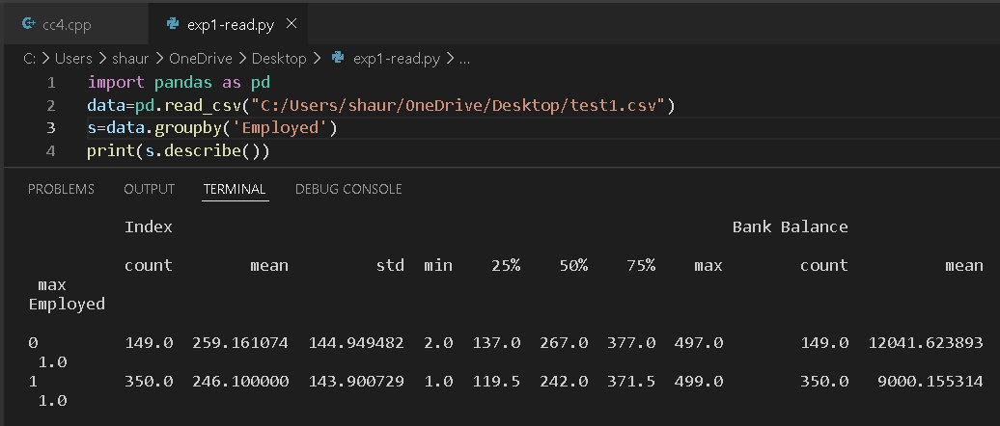 cc4.cpp exp1-read.py
C: > Users > shaur > OneDrive > Desktop > exp1-read.py > ...
1 import pandas as pd
2 data=pd.read_csv("C:/Users/shaur/OneDrive/Desktop/test1.csv")
3 s=data.groupby('Employed')
4 print(s.describe())
PROBLEMS OUTPUT TERMINAL DEBUG CONSOLE
Index Bank Balance
count mean std min 25% 50% 75% max count mean
max
Employed
0 149.0 259.161074 144.949482 2.0 137.0 267.0 377.0 497.0 149.0 12041.623893
1.0
1 350.0 246.100000 143.900729 1.0 119.5 242.0 371.5 499.0 350.0 9000.155314
1.0